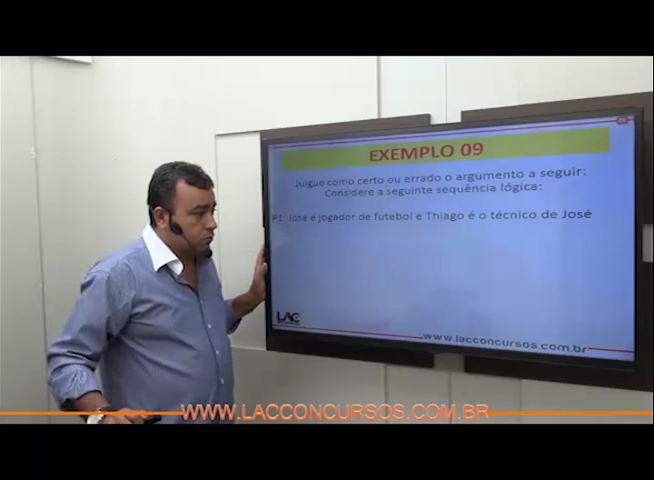 EXEMPLO 09
Julgue como certo ou errado o argumento a seguir:
Considere a seguinte sequência lógica:
P1: José é jogador de futebol e Thiago é o técnico de José
LAC
www.lacconcursos.com.br
WWW.LACCONCURSOS.COM.BR